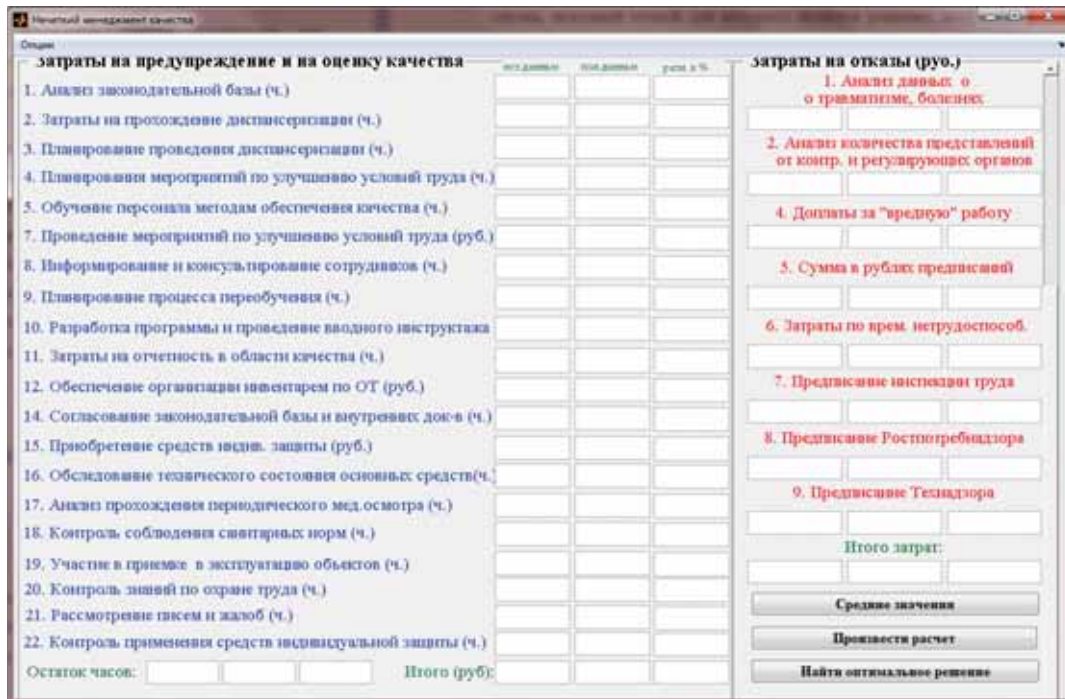 Нечеткий менеджмент качества
Опции
Затраты на предупреждение и на оценку качества
разн. в %
1. Анализ законодательной базы (ч.)
2. Затраты на прохождение диспансеризации (ч.)
3. Планирование проведения диспансеризации (ч.)
4. Планирования мероприятий по улучшению условий труда (ч.)
5. Обучение персонала методам обеспечения качества (ч.)
7. Проведение мероприятий по улучшению условий труда (руб.)
8. Информирование и консультирование сотрудников (ч.)
9. Планирование процесса переобучения (ч.)
10. Разработка программы и проведение вводного инструктажа
11. Затраты на отчетность в области качества (ч.)
12. Обеспечение организации инвентарем по ОТ (руб.)
14. Согласование законодательной базы и внутренних док-в (ч.)
15. Приобретение средств индив. защиты (руб.)
16. Обследование технического состояния основных средств(ч.
17. Анализ прохождения периодического мед.осмотра (ч.)
18. Контроль соблюдения санитарных норм (ч.)
19. Участие в приемке в эксплуатацию объектов (ч.)
20. Контроль знаний по охране труда (ч.)
21. Рассмотрение писем и жалоб (ч.)
22. Контроль применения средств индивидуальной защиты (ч.)
Остаток часов:
Итого (руб):
Затраты на отказы (руб.)
1. Анализ данных о
о травматизме, болезнях
2. Анализ количества представлений
от контр. и регулирующих органов
4. Доплаты за "вредную" работу
5. Сумма в рублях предписаний
6. Затраты по врем. нетрудоспособ.
7. Предписание инспекции труда
8. Предписание Роспотребнадзора
9. Предписание Технадзора
Итого затрат:
Средние значения
Произвести расчет
Найти оптимальное решение